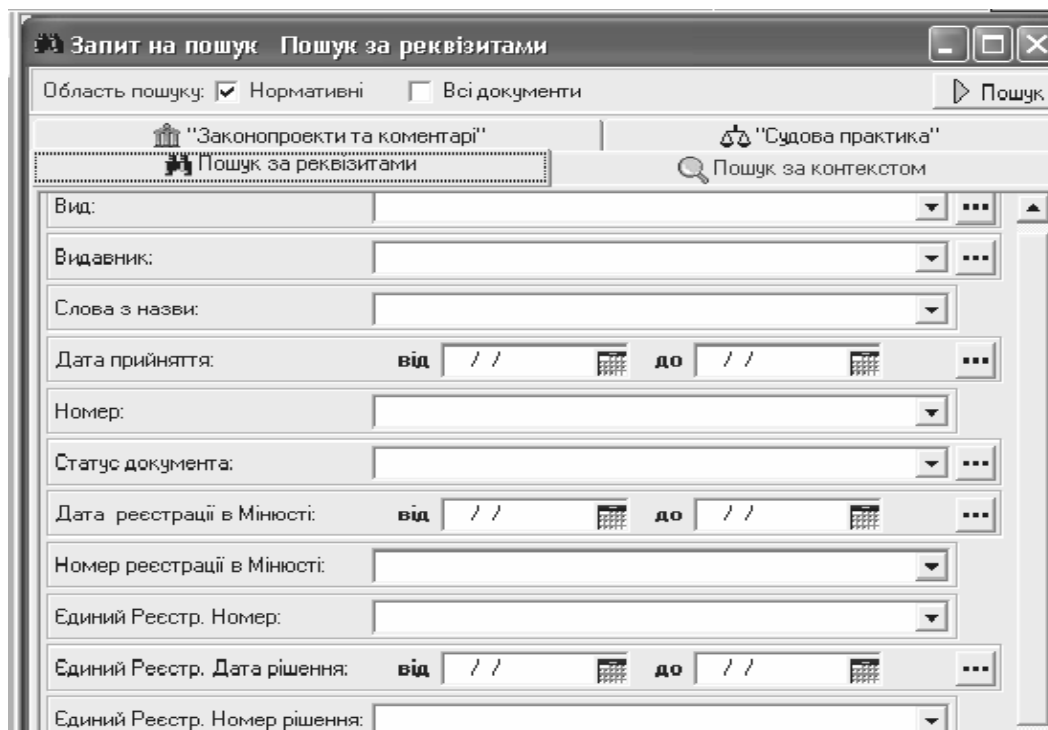 Запит на пошук Пошук за реквізитами
Область пошуку: Нормативні Всі документи Пошук
"Законопроекти та коментарі" "Судова практика"
Пошук за реквізитами Пошук за контекстом
Вид:
Видавник:
Слова з назви:
Дата прийняття: від / / до / /
Номер:
Статус документа:
Дата реєстрації в Мінюсті: від / / до / /
Номер реєстрації в Мінюсті:
Єдиний Реєстр. Номер:
Єдиний Реєстр. Дата рішення: від / / до / /
Єдиний Реєстр. Номер рішення: